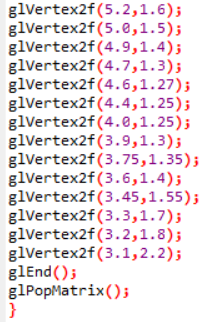 glVertex2f(5.2,1.6);
glVertex2f(5.0,1.5);
glVertex2f(4.9,1.4);
glVertex2f(4.7,1.3);
glVertex2f(4.6,1.27);
glVertex2f(4.4,1.25);
glVertex2f(4.0,1.25);
glVertex2f(3.9,1.3);
glVertex2f(3.75,1.35);
glVertex2f(3.6,1.4);
glVertex2f(3.45,1.55);
glVertex2f(3.3,1.7);
glVertex2f(3.2,1.8);
glVertex2f(3.1,2.2);
glEnd();
glPopMatrix();
}